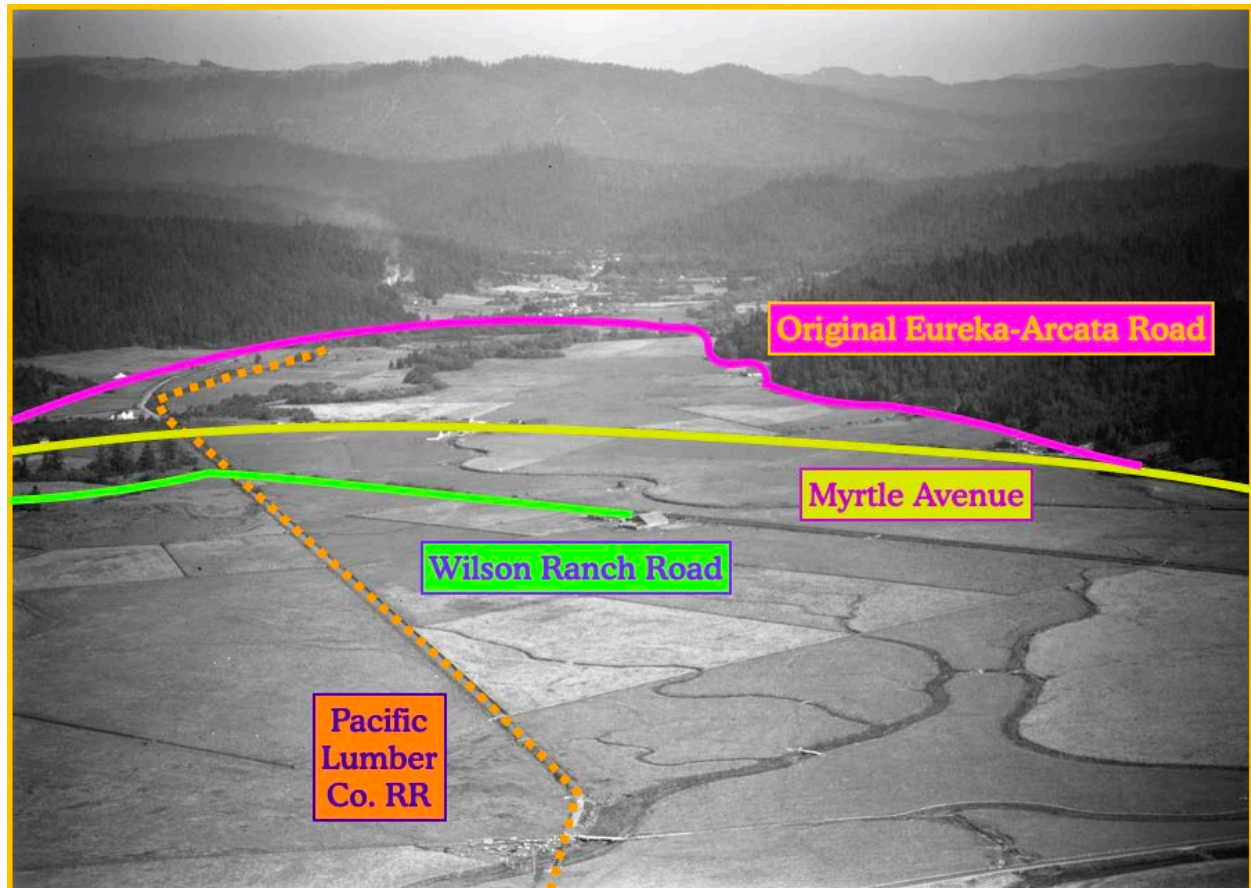 Original Eureka-Arcata Road
Myrtle Avenue
Wilson Ranch Road
Pacific
Lumber
Co. RR